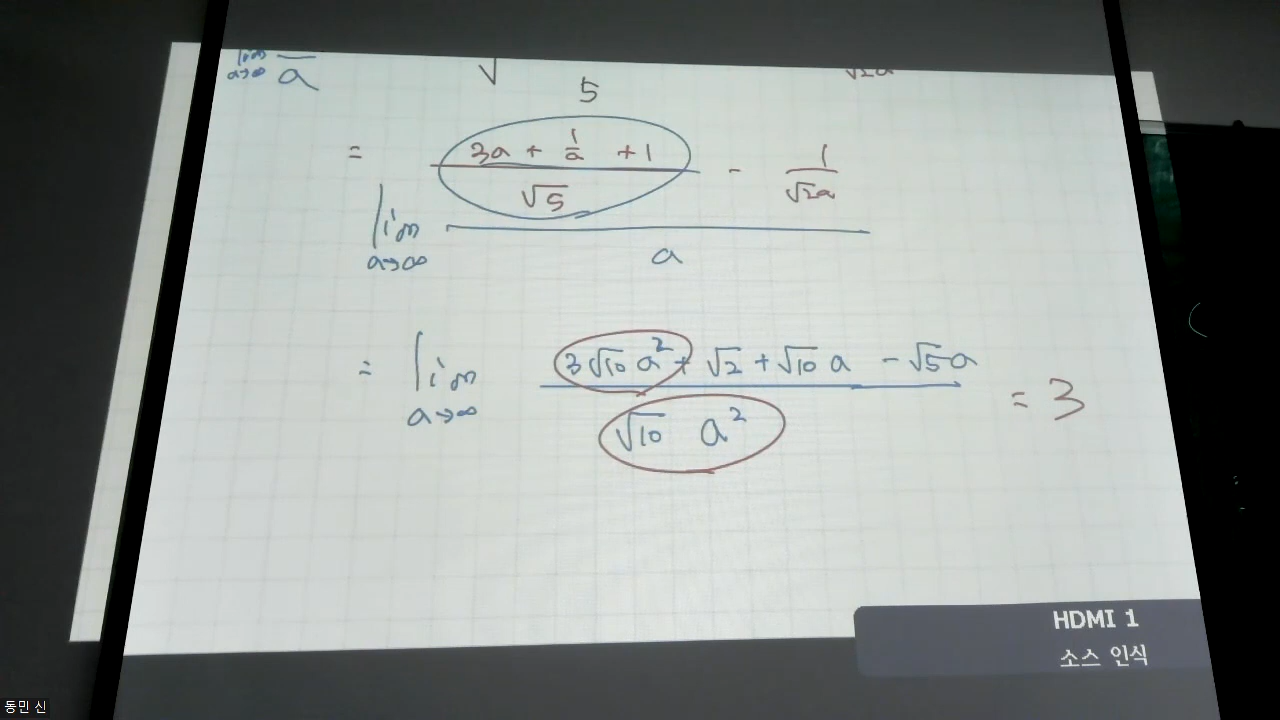 lim
a→∞ a
√ 5 √2a
= lim a→∞ ((3a + 1/a + 1)/√5 - 1/√2a)/a
= lim a→∞ (3√10 a² + √2 + √10 a - √5 a)/(√10 a²) = 3
HDMI 1
소스 인식
동민 신